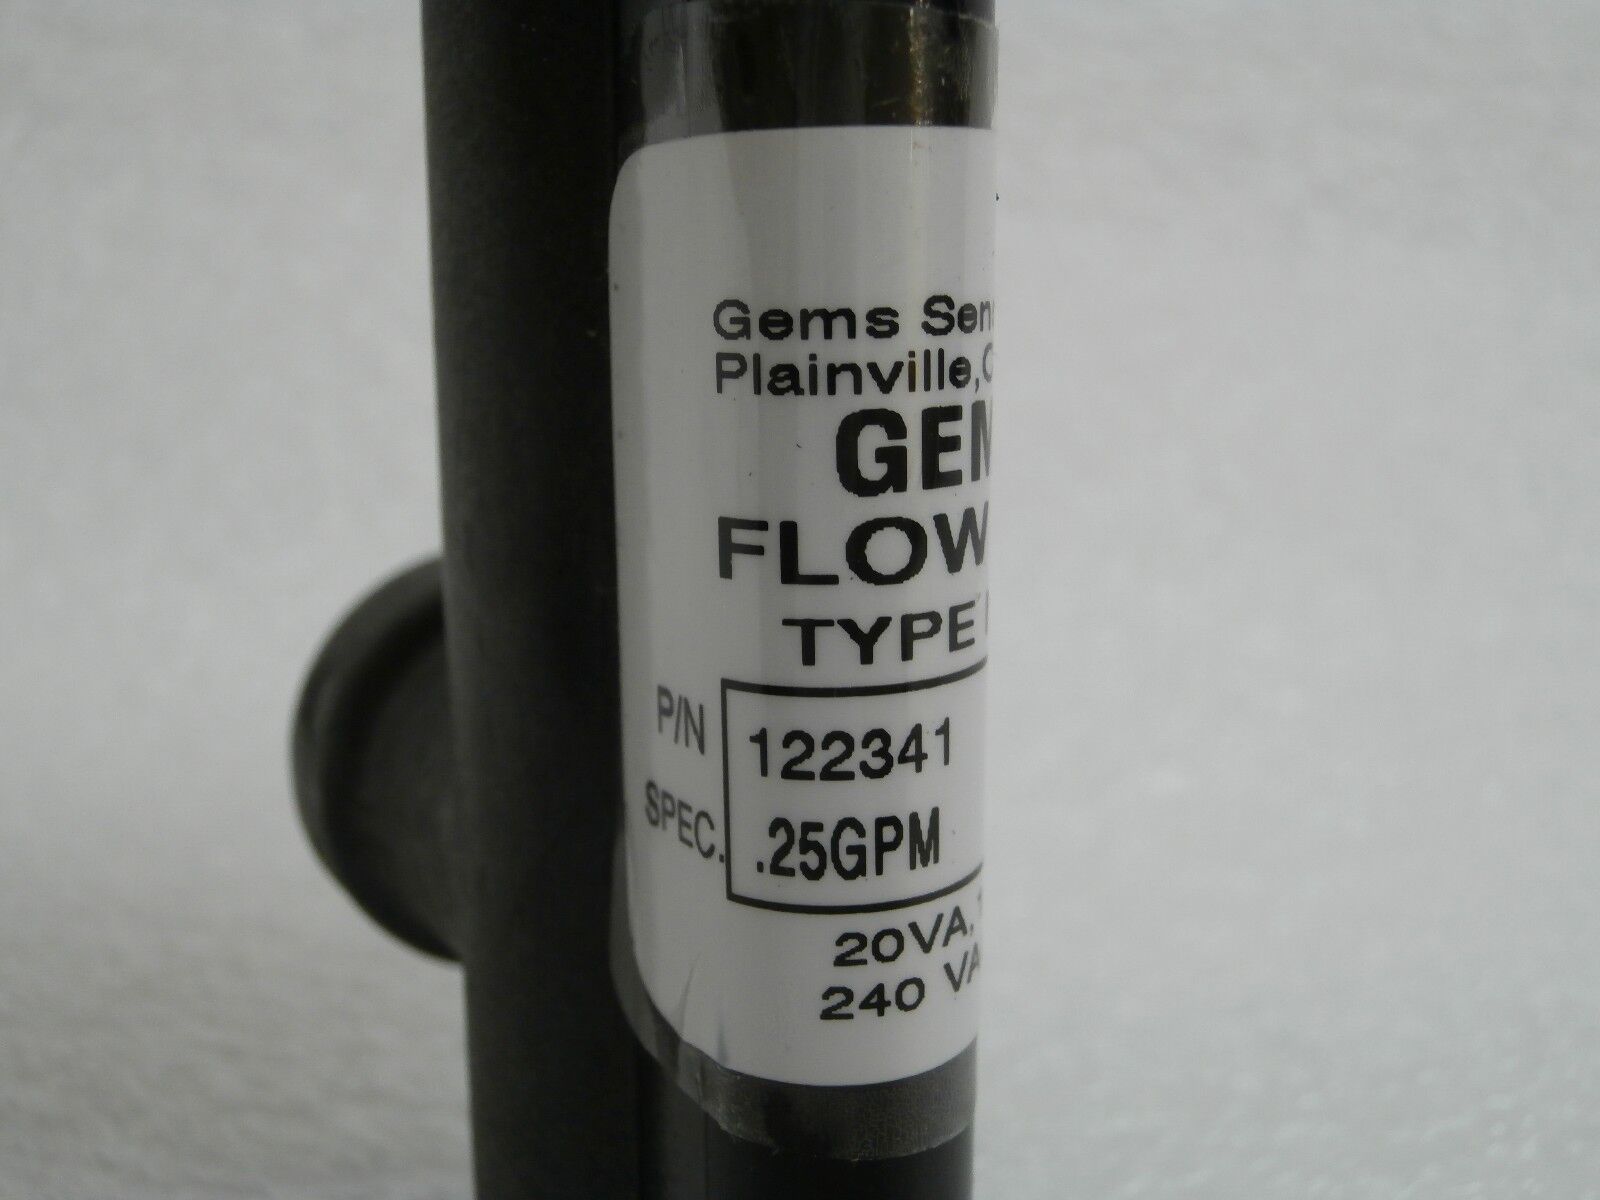 Gems Sen
Plainville,C
GEM
FLOW
TYPE
P/N 122341
SPEC. .25GPM
20VA,
240 VA